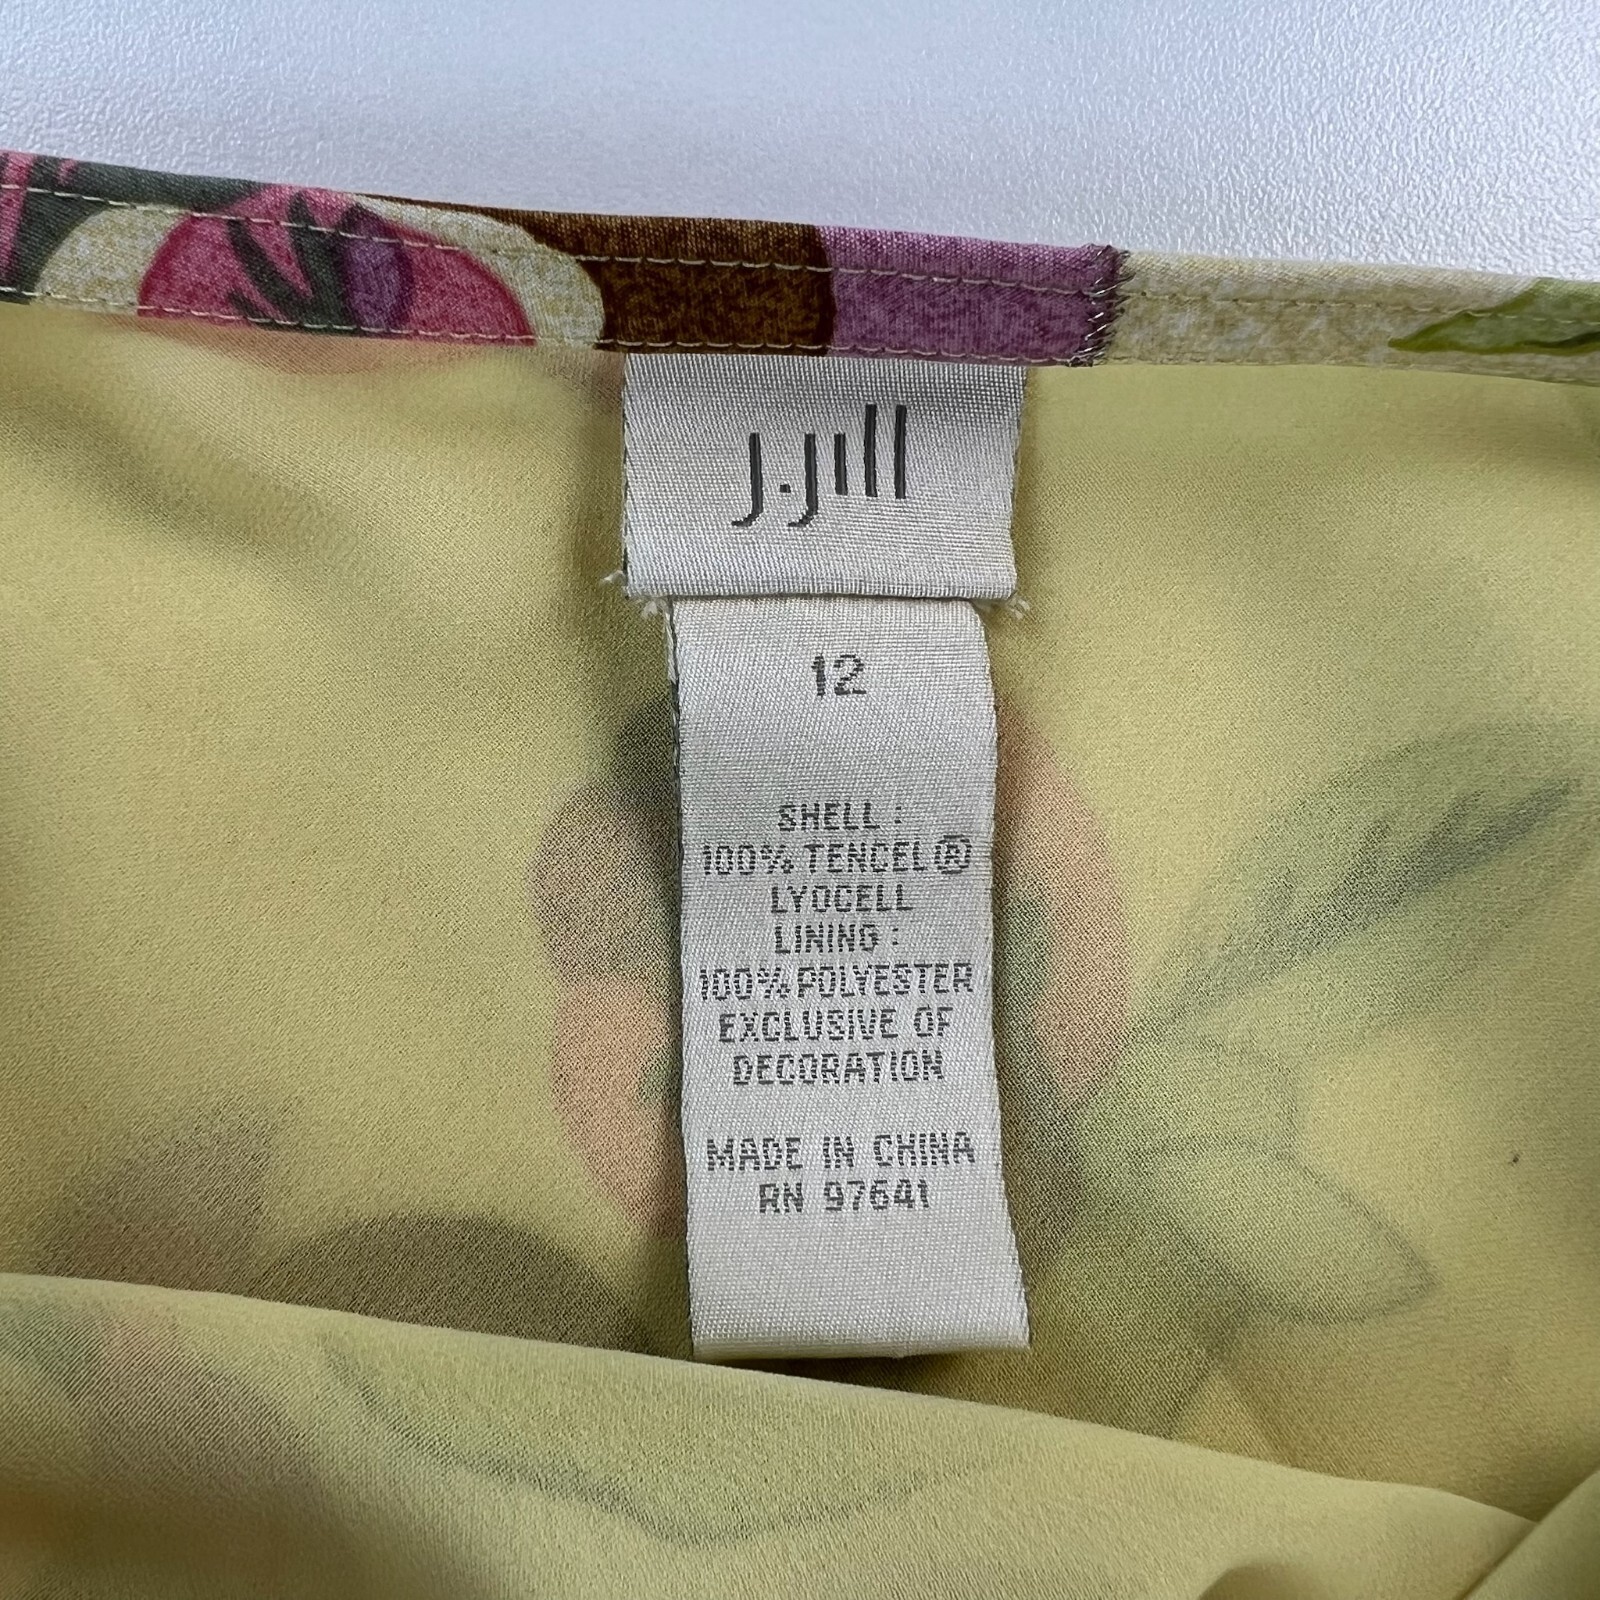 J.Jill
12
SHELL:
100% TENCEL®
LYOCELL
LINING:
100% POLYESTER
EXCLUSIVE OF
DECORATION
MADE IN CHINA
RN 97641